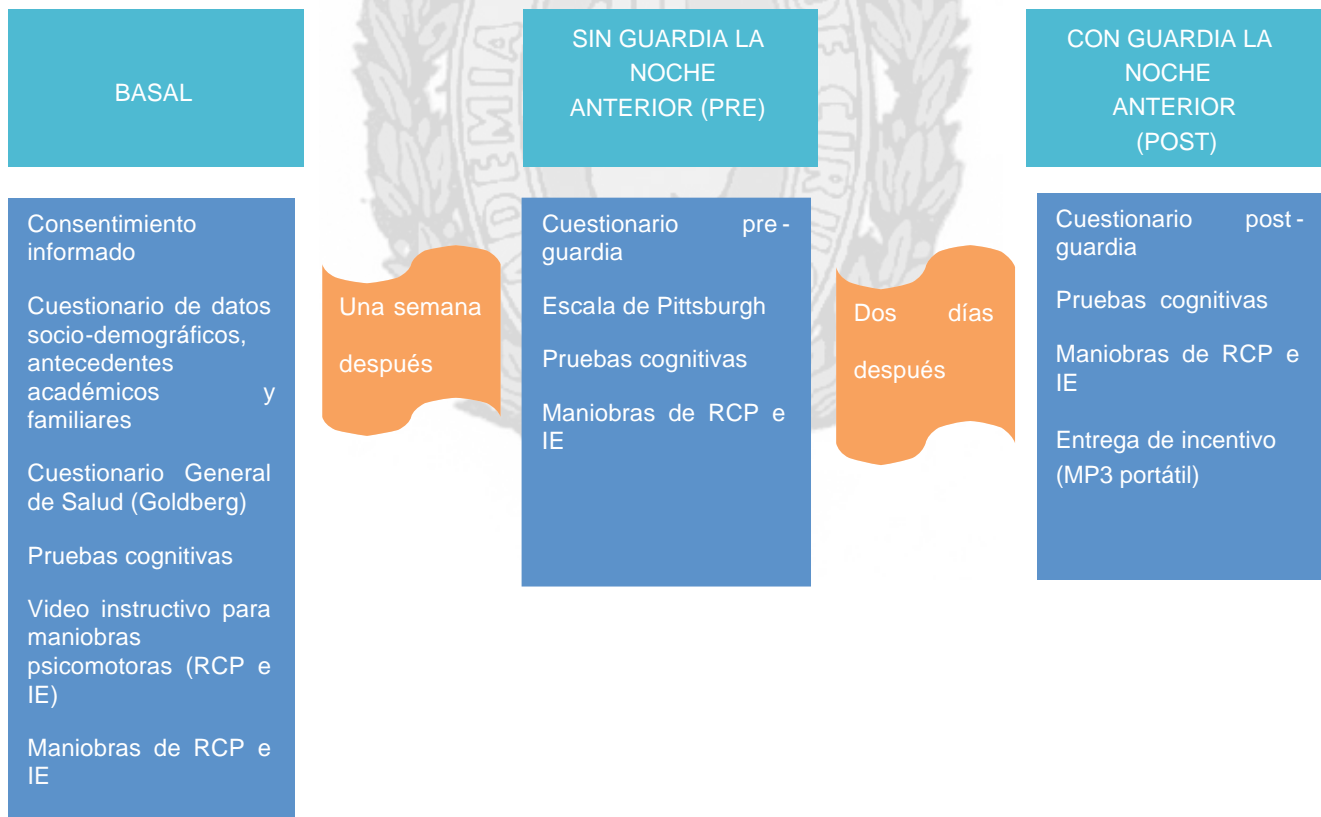 BASAL
Consentimiento
informado
Cuestionario de datos
socio-demográficos,
antecedentes
académicos y
familiares
Cuestionario General
de Salud (Goldberg)
Pruebas cognitivas
Video instructivo para
maniobras
psicomotoras (RCP e
IE)
Maniobras de RCP e
IE
Una semana
después
SIN GUARDIA LA
NOCHE
ANTERIOR (PRE)
Cuestionario pre-
guardia
Escala de Pittsburgh
Pruebas cognitivas
Maniobras de RCP e
IE
Dos días
después
CON GUARDIA LA
NOCHE
ANTERIOR
(POST)
Cuestionario post-
guardia
Pruebas cognitivas
Maniobras de RCP e
IE
Entrega de incentivo
(MP3 portátil)